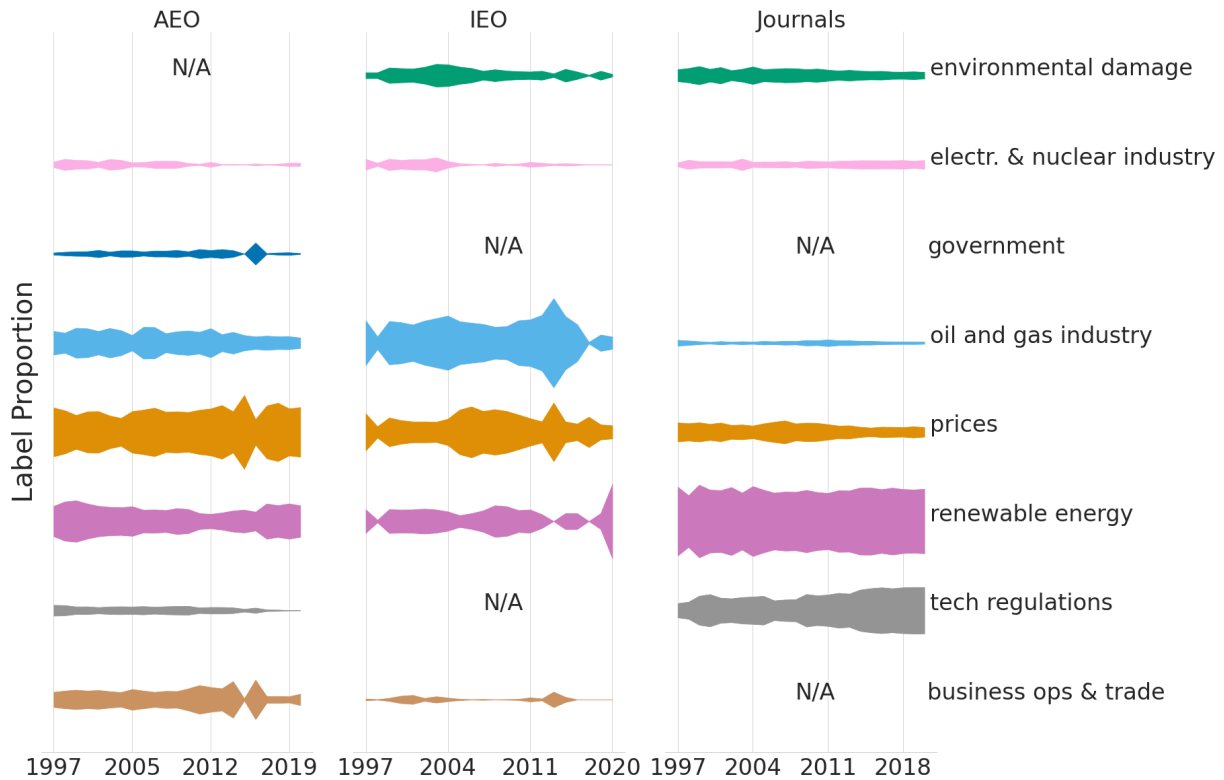 AEO
IEO
Journals
N/A
environmental damage
electr. & nuclear industry
N/A
N/A
government
oil and gas industry
Label Proportion
prices
renewable energy
N/A
tech regulations
N/A
business ops & trade
1997 2005 2012 2019
1997 2004 2011 2020
1997 2004 2011 2018